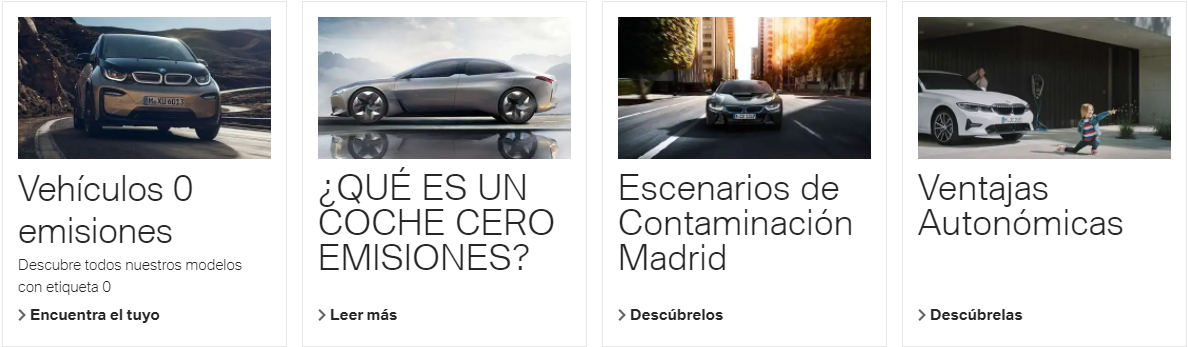 Vehículos 0
emisiones
Descubre todos nuestros modelos
con etiqueta 0
Encuentra el tuyo
¿QUÉ ES UN
COCHE CERO
EMISIONES?
Leer más
Escenarios de
Contaminación
Madrid
Descúbrelos
Ventajas
Autonómicas
Descúbrelas